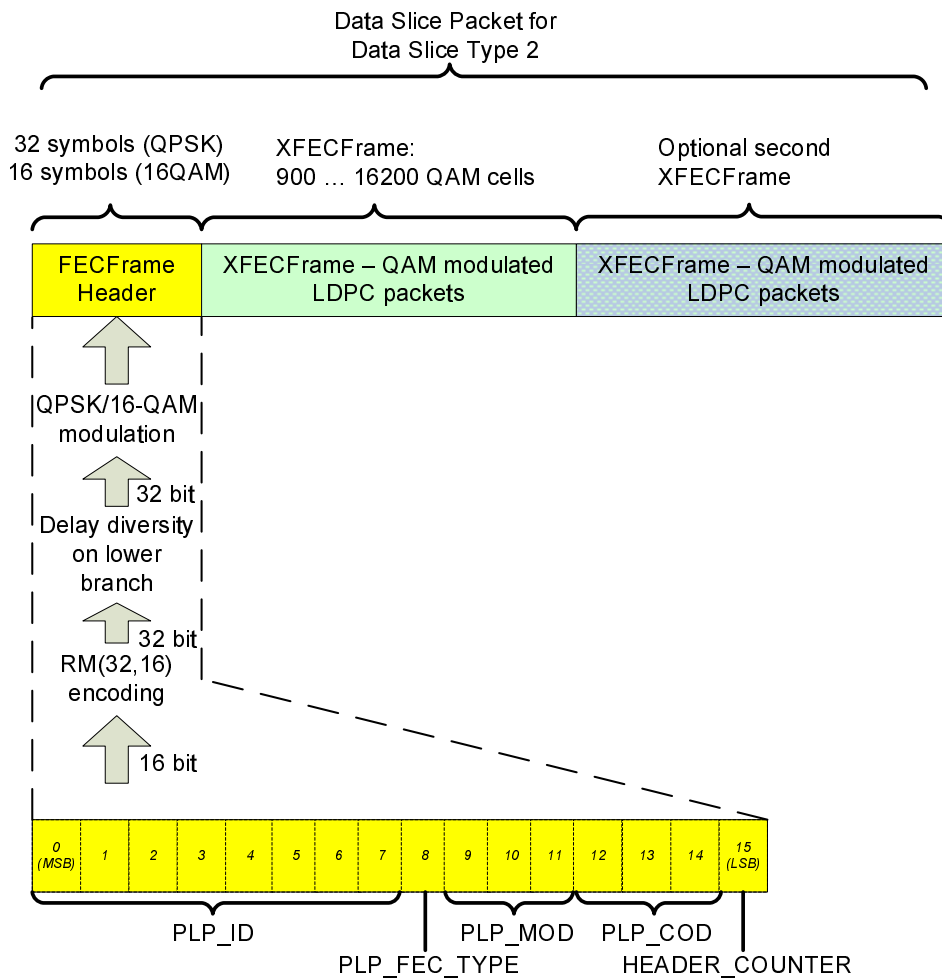 Data Slice Packet for
Data Slice Type 2
32 symbols (QPSK)
16 symbols (16QAM)
XFECFrame:
900 ... 16200 QAM cells
Optional second
XFECFrame
FECFrame
Header
XFECFrame – QAM modulated
LDPC packets
XFECFrame – QAM modulated
LDPC packets
QPSK/16-QAM
modulation
32 bit
Delay diversity
on lower
branch
32 bit
RM(32,16)
encoding
16 bit
0
(MSB)
1
2
3
4
5
6
7
8
9
10
11
12
13
14
15
(LSB)
PLP_ID
PLP_MOD
PLP_COD
PLP_FEC_TYPE
HEADER_COUNTER